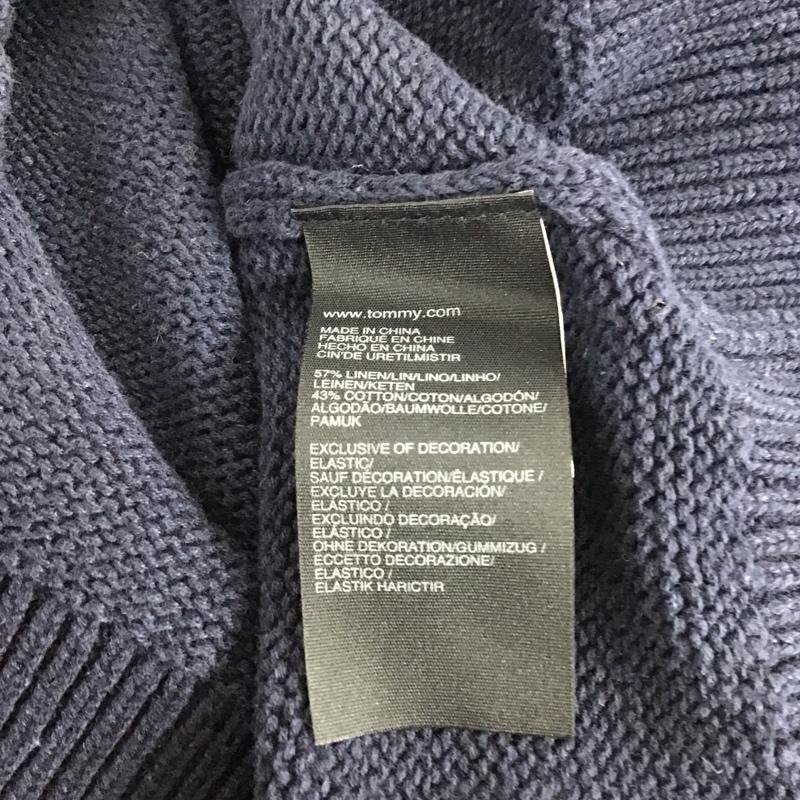 www.tommy.com
MADE IN CHINA
FABRIQUÉ EN CHINE
HECHO EN CHINA
CIN'DE URETILMISTIR
57% LINEN/LIN/LINO/LINHO/
LEINEN/KETEN
43% COTTON/COTON/ALGODÓN/
ALGODÃO/BAUMWOLLE/COTONE/
PAMUK
EXCLUSIVE OF DECORATION/
ELASTIC/
SAUF DÉCORATION/ÉLASTIQUE /
EXCLUYE LA DECORACIÓN/
ELÁSTICO /
EXCLUINDO DECORAÇÃO/
ELÁSTICO /
OHNE DEKORATION/GUMMIZUG /
ECCETTO DECORAZIONE/
ELASTICO /
ELASTIK HARICTIR